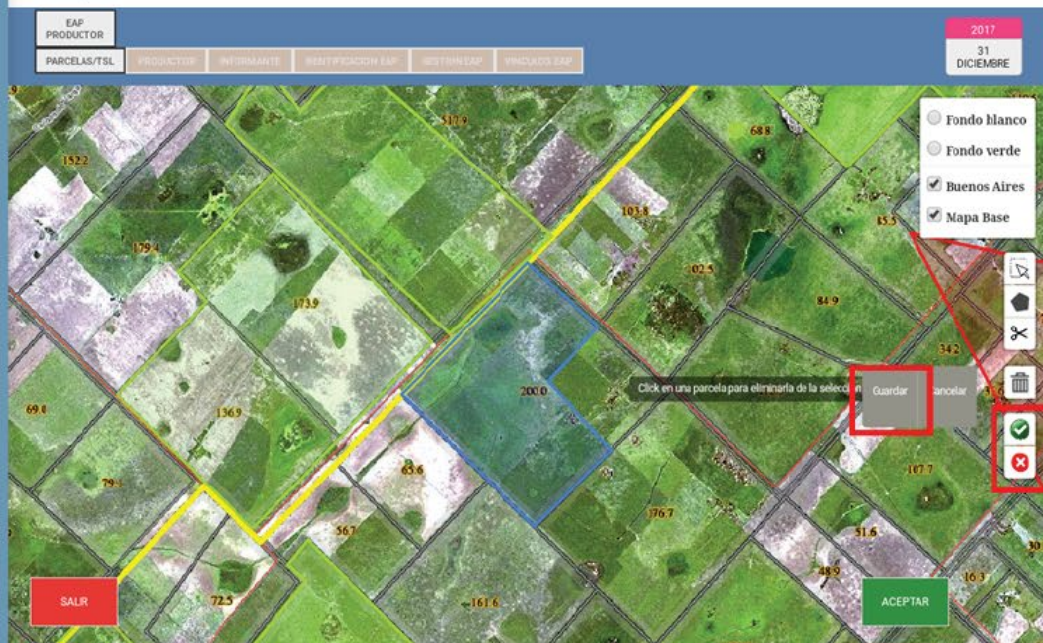 EAP
PRODUCTOR
PARCELAS/TSL
PRODUCTOR
INFORMANTE
IDENTIFICACION EAP
GESTION EAP
VINCULOS EAP
2017
31
DICIEMBRE
Fondo blanco
Fondo verde
Buenos Aires
Mapa Base
517.9
68.8
152.2
103.8
85.5
179.4
102.5
173.9
84.9
34.2
200.0
Click en una parcela para eliminarla de la selección
Guardar
Cancelar
69.0
136.9
65.6
79.4
107.7
176.7
56.7
51.6
30
48.9
16.3
72.5
161.6
SALIR
ACEPTAR